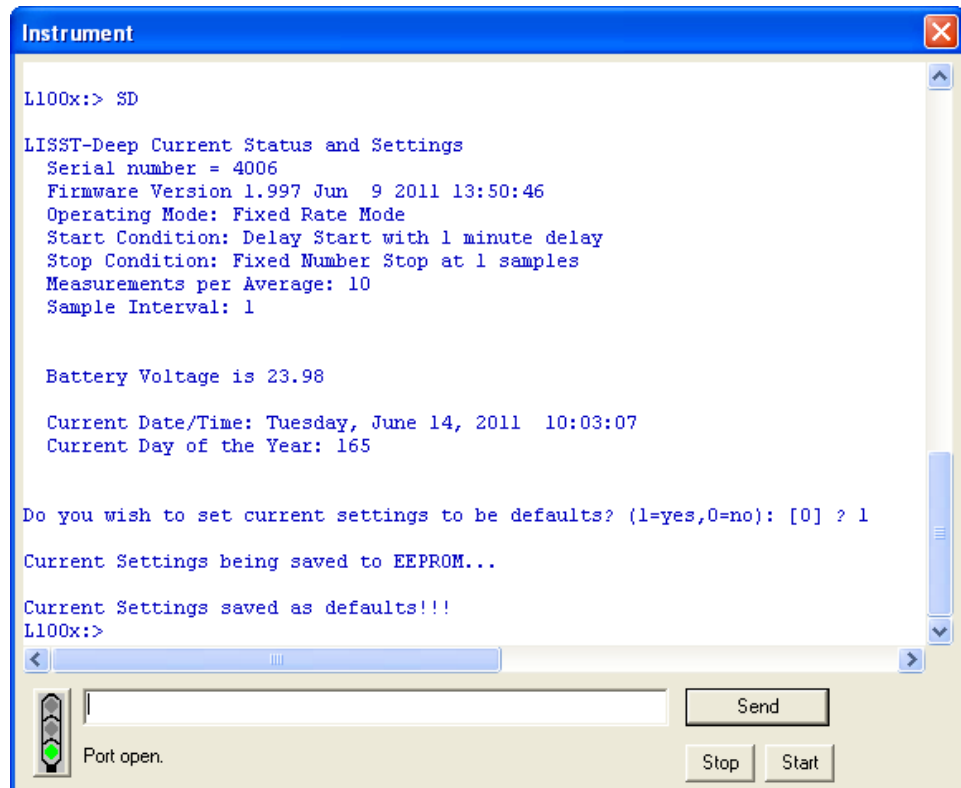 Instrument
L100x:> SD
LISST-Deep Current Status and Settings
Serial number = 4006
Firmware Version 1.997 Jun  9 2011 13:50:46
Operating Mode: Fixed Rate Mode
Start Condition: Delay Start with 1 minute delay
Stop Condition: Fixed Number Stop at 1 samples
Measurements per Average: 10
Sample Interval: 1
Battery Voltage is 23.98
Current Date/Time: Tuesday, June 14, 2011  10:03:07
Current Day of the Year: 165
Do you wish to set current settings to be defaults? (1=yes,0=no): [0] ? 1
Current Settings being saved to EEPROM...
Current Settings saved as defaults!!!
L100x:>
Send
Port open.
Stop
Start